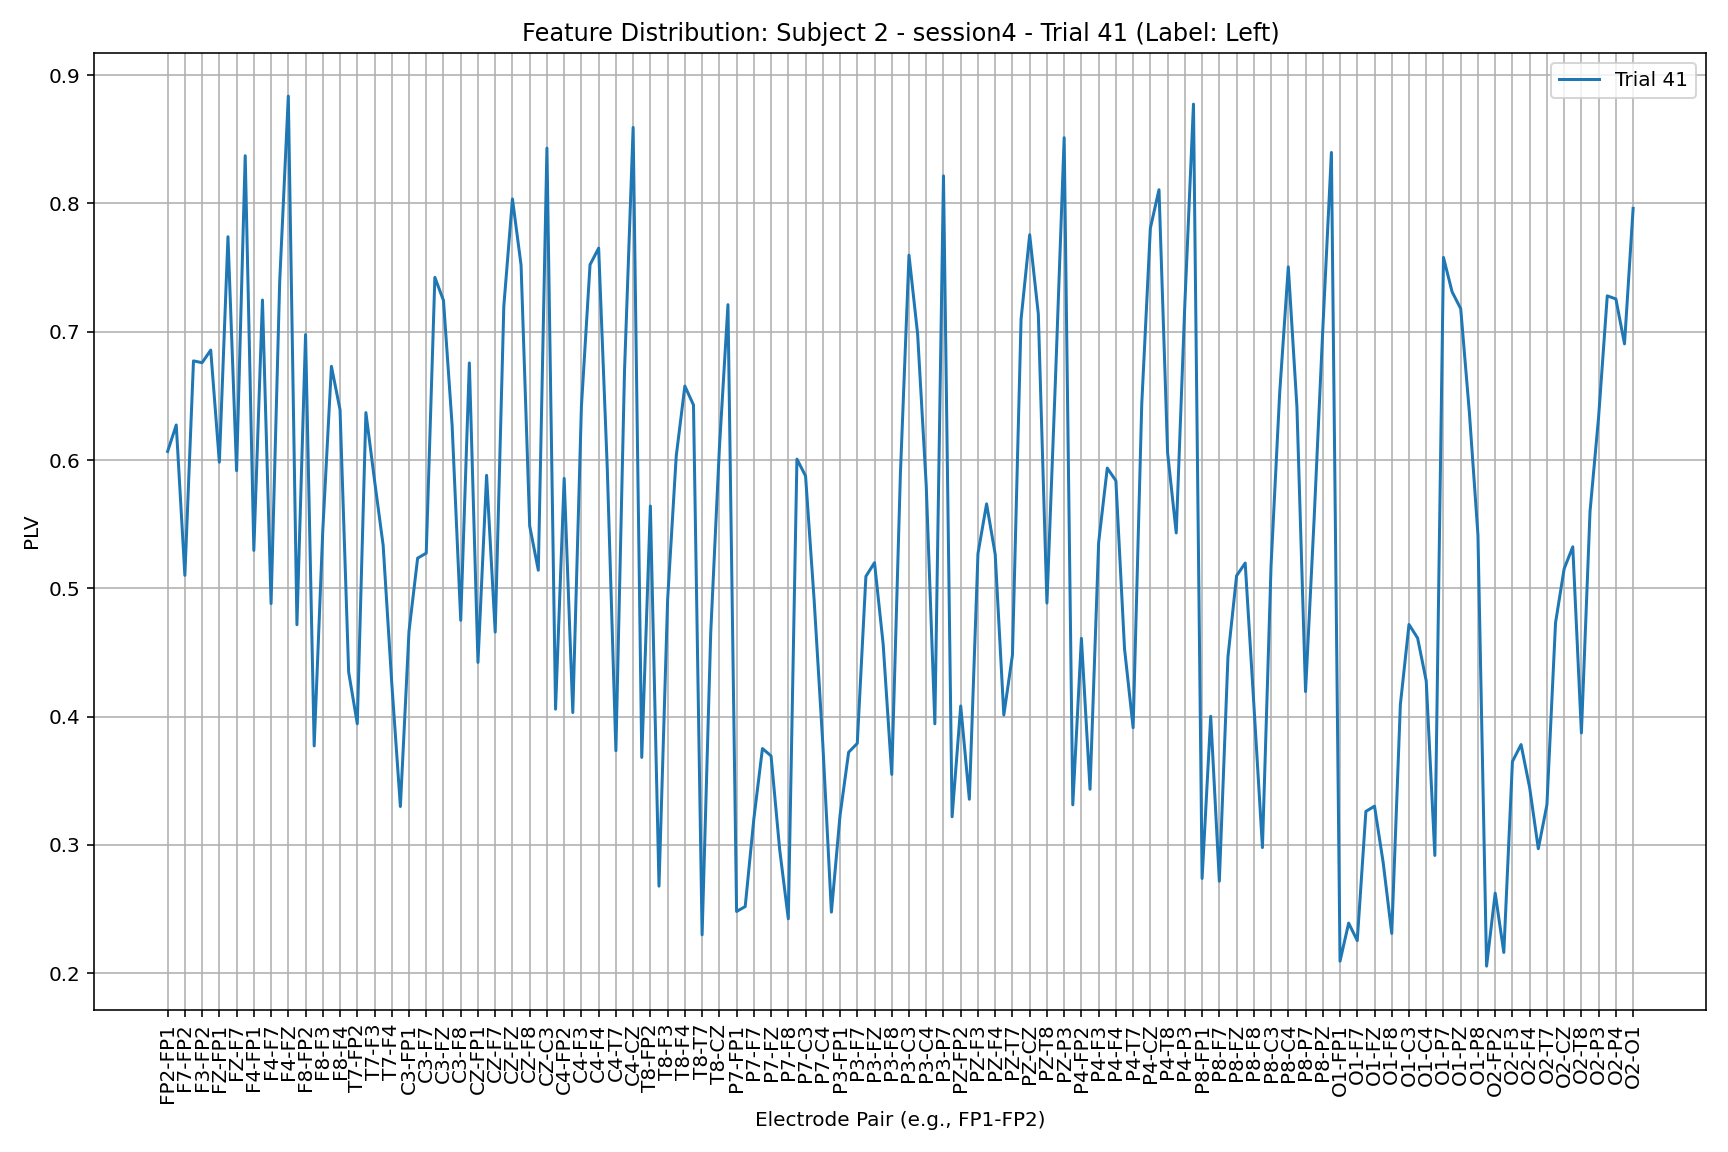 Feature Distribution: Subject 2 - session4 - Trial 41 (Label: Left)
Trial 41
0.9
0.8
0.7
0.6
0.5
0.4
0.3
0.2
PLV
FP2-FP1
F7-FP2
F3-FP2
FZ-FP1
FZ-F7
F4-FP1
F4-F7
F4-FZ
F8-FP2
F8-F3
F8-F4
T7-FP2
T7-F3
T7-F4
C3-FP1
C3-F7
C3-FZ
C3-F8
CZ-FP1
CZ-F7
CZ-FZ
CZ-F8
CZ-C3
C4-FP2
C4-F3
C4-F4
C4-T7
C4-CZ
T8-FP2
T8-F3
T8-F4
T8-T7
T8-CZ
P7-FP1
P7-F7
P7-FZ
P7-F8
P7-C3
P7-C4
P3-FP1
P3-F7
P3-FZ
P3-F8
P3-C3
P3-C4
P3-P7
PZ-FP2
PZ-F3
PZ-F4
PZ-T7
PZ-CZ
PZ-T8
PZ-P3
P4-FP2
P4-F3
P4-F4
P4-T7
P4-CZ
P4-T8
P4-P3
P8-FP1
P8-F7
P8-FZ
P8-F8
P8-C3
P8-C4
P8-P7
P8-PZ
O1-FP1
O1-F7
O1-FZ
O1-F8
O1-C3
O1-C4
O1-P7
O1-PZ
O1-P8
O2-FP2
O2-F3
O2-F4
O2-T7
O2-CZ
O2-T8
O2-P3
O2-P4
O2-O1
Electrode Pair (e.g., FP1-FP2)